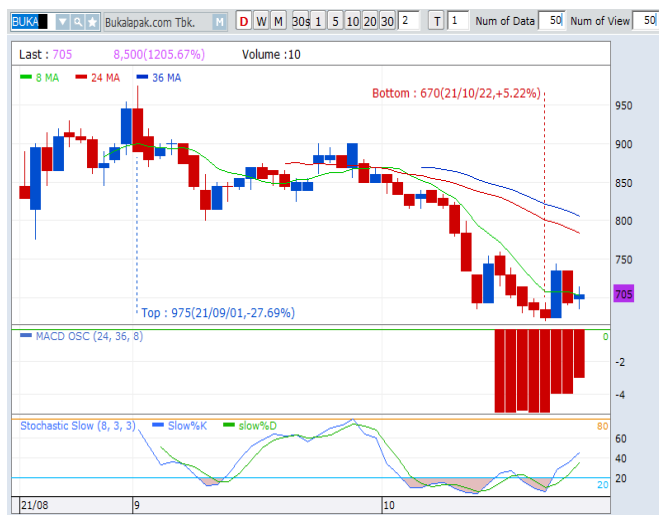 BUKA Bukalapak.com Tbk. M D W M 30s 1 5 10 20 30 2 T 1 Num of Data 50 Num of View 50
Last : 705 8,500(1205.67%) Volume :10
8 MA 24 MA 36 MA
Bottom : 670(21/10/22,+5.22%)
950
900
850
800
750
705
Top : 975(21/09/01,-27.69%)
MACD OSC (24, 36, 8) 0
-2
-4
Stochastic Slow (8, 3, 3) Slow%K slow%D 80
60
40
20
20
21/08 9 10